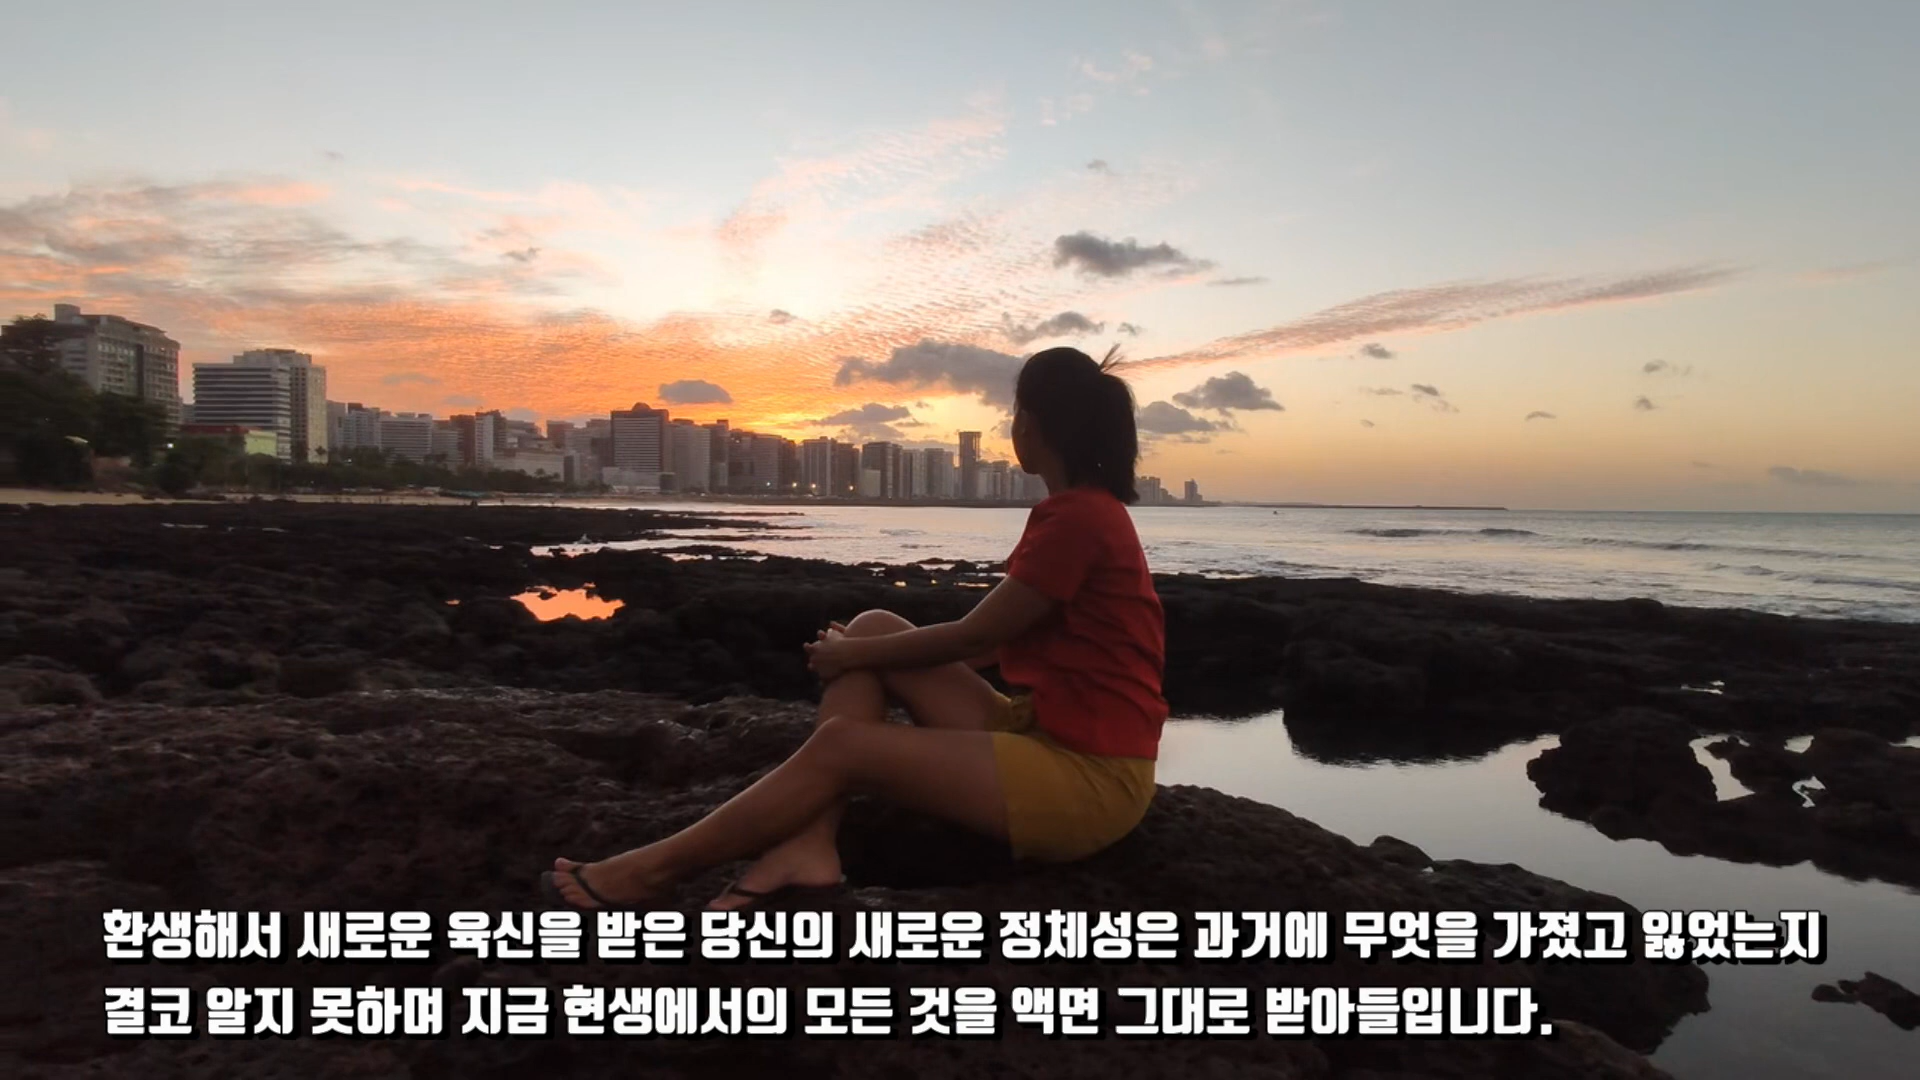 환생해서 새로운 육신을 받은 당신의 새로운 정체성은 과거에 무엇을 가졌고 잃었는지
결코 알지 못하며 지금 현생에서의 모든 것을 액면 그대로 받아들입니다.